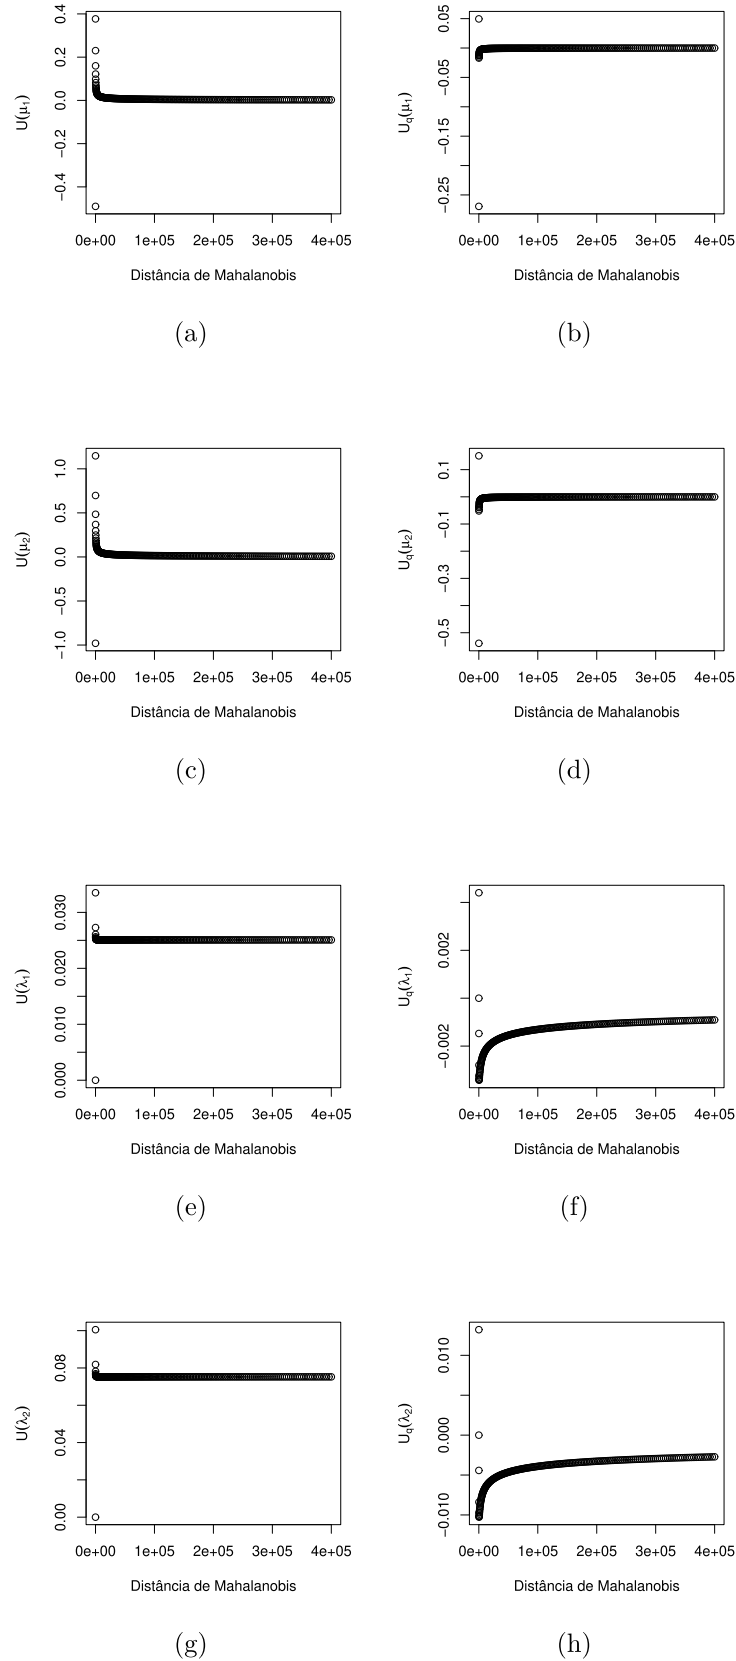 U(μ₁)
0.4
0.2
0.0
−0.2
−0.4
0e+00 1e+05 2e+05 3e+05 4e+05
Distância de Mahalanobis
(a)
U_q(μ₁)
0.05
−0.05
−0.15
−0.25
0e+00 1e+05 2e+05 3e+05 4e+05
Distância de Mahalanobis
(b)
U(μ₂)
1.0
0.5
0.0
−0.5
−1.0
0e+00 1e+05 2e+05 3e+05 4e+05
Distância de Mahalanobis
(c)
U_q(μ₂)
0.1
−0.1
−0.3
−0.5
0e+00 1e+05 2e+05 3e+05 4e+05
Distância de Mahalanobis
(d)
U(λ₁)
0.030
0.020
0.010
0.000
0e+00 1e+05 2e+05 3e+05 4e+05
Distância de Mahalanobis
(e)
U_q(λ₁)
0.002
−0.002
0e+00 1e+05 2e+05 3e+05 4e+05
Distância de Mahalanobis
(f)
U(λ₂)
0.08
0.04
0.00
0e+00 1e+05 2e+05 3e+05 4e+05
Distância de Mahalanobis
(g)
U_q(λ₂)
0.010
0.000
−0.010
0e+00 1e+05 2e+05 3e+05 4e+05
Distância de Mahalanobis
(h)